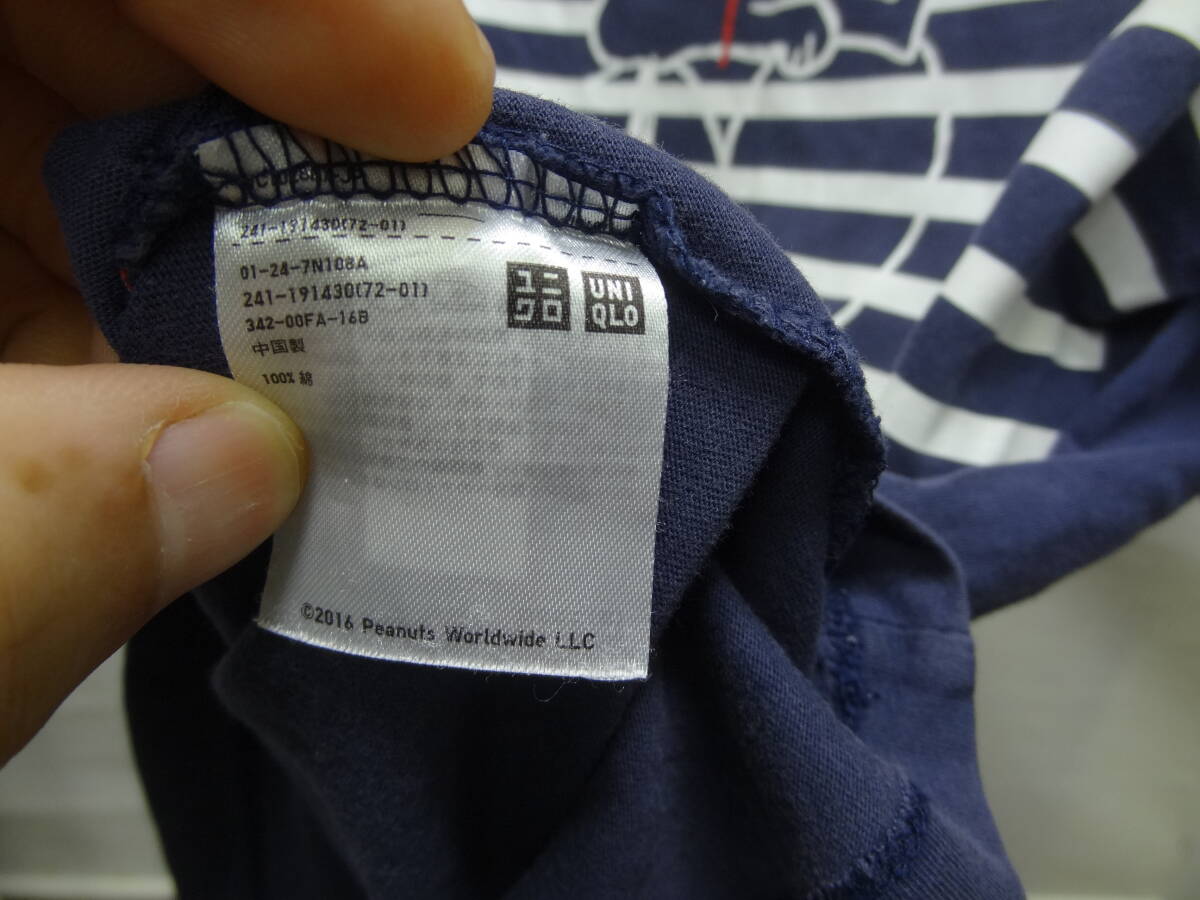 241-191430(72-01)
01-24-7N108A
241-191430(72-01)
342-00FA-16B
中国製
100% 綿
ユニ
クロ
UNI
QLO
©2016 Peanuts Worldwide LLC